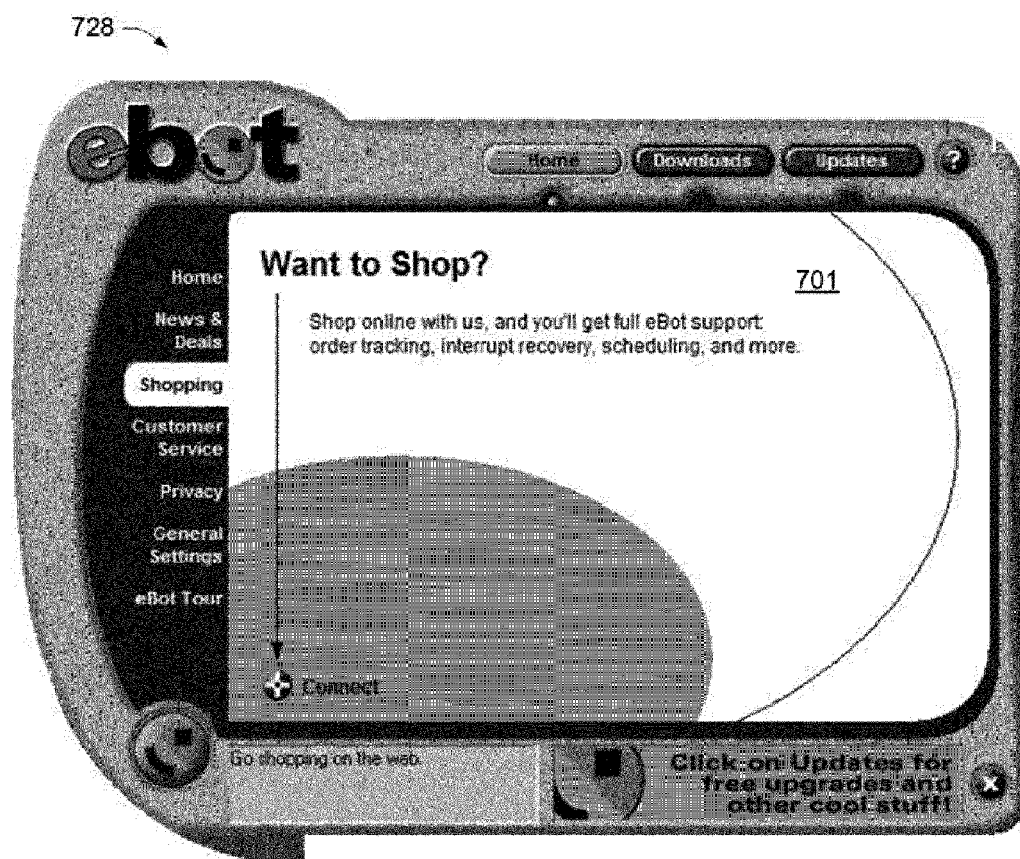 728
ebot
Home
Downloads
Updates
?
Home
News &
Deals
Shopping
Customer
Service
Privacy
General
Settings
eBot Tour
Want to Shop?
701
Shop online with us, and you'll get full eBot support:
order tracking, interrupt recovery, scheduling, and more.
Connect
Go shopping on the web.
Click on Updates for
free upgrades and
other cool stuff!